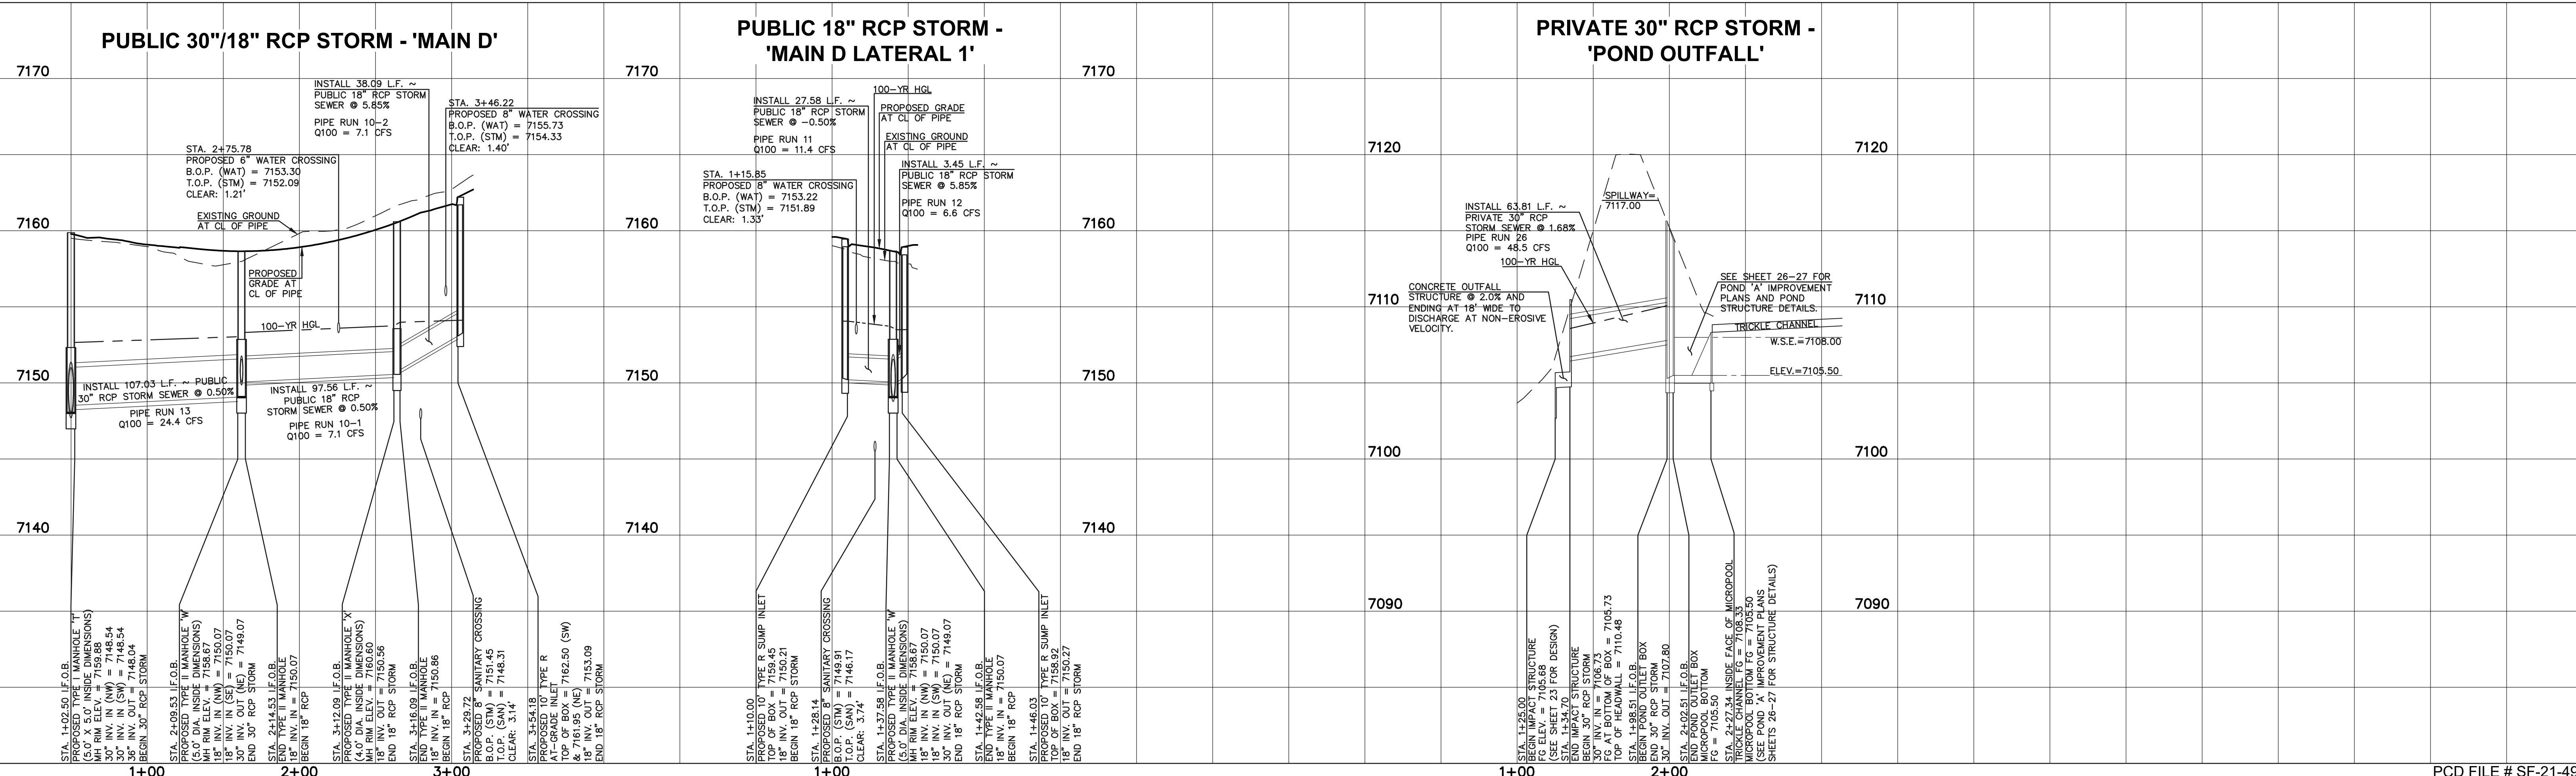 PUBLIC 30"/18" RCP STORM - 'MAIN D'
7170
7160
7150
7140
INSTALL 38.09 L.F. ~
PUBLIC 18" RCP STORM
SEWER @ 5.85%
PIPE RUN 10-2
Q100 = 7.1 CFS
STA. 3+46.22
PROPOSED 8" WATER CROSSING
B.O.P. (WAT) = 7155.73
T.O.P. (STM) = 7154.33
CLEAR: 1.40'
STA. 2+75.78
PROPOSED 6" WATER CROSSING
B.O.P. (WAT) = 7153.30
T.O.P. (STM) = 7152.09
CLEAR: 1.21'
EXISTING GROUND
AT CL OF PIPE
PROPOSED
GRADE AT
CL OF PIPE
100-YR HGL
INSTALL 107.03 L.F. ~ PUBLIC
30" RCP STORM SEWER @ 0.50%
PIPE RUN 13
Q100 = 24.4 CFS
INSTALL 97.56 L.F. ~
PUBLIC 18" RCP
STORM SEWER @ 0.50%
PIPE RUN 10-1
Q100 = 7.1 CFS
STA. 1+02.50 I.F.O.B.
PROPOSED TYPE I MANHOLE 'T'
(5.0' X 5.0' INSIDE DIMENSIONS)
MH RIM ELEV. = 7159.88
30" INV. IN (NW) = 7148.54
30" INV. IN (SW) = 7148.54
36" INV. OUT = 7148.04
BEGIN 30" RCP STORM
STA. 2+09.53 I.F.O.B.
PROPOSED TYPE II MANHOLE 'W'
(5.0' DIA. INSIDE DIMENSIONS)
MH RIM ELEV. = 7158.67
18" INV. IN (NW) = 7150.07
18" INV. IN (SE) = 7150.07
30" INV. OUT (NE) = 7149.07
END 30" RCP STORM
STA. 2+14.53 I.F.O.B.
END TYPE II MANHOLE
18" INV. IN = 7150.07
BEGIN 18" RCP
STA. 3+12.09 I.F.O.B.
PROPOSED TYPE II MANHOLE 'X'
(4.0' DIA. INSIDE DIMENSIONS)
MH RIM ELEV. = 7160.60
18" INV. OUT = 7150.56
END 18" RCP STORM
STA. 3+16.09 I.F.O.B.
END TYPE II MANHOLE
18" INV. IN = 7150.86
BEGIN 18" RCP
STA. 3+29.72
PROPOSED 8" SANITARY CROSSING
B.O.P. (STM) = 7151.45
T.O.P. (SAN) = 7148.31
CLEAR: 3.14'
STA. 3+54.18
PROPOSED 10' TYPE R
AT-GRADE INLET
TOP OF BOX = 7162.50 (SW)
& 7161.95 (NE)
18" INV. OUT = 7153.09
END 18" RCP STORM
1+00
2+00
3+00
PUBLIC 18" RCP STORM -
'MAIN D LATERAL 1'
7170
7160
7150
7140
7170
7160
7150
7140
INSTALL 27.58 L.F. ~
PUBLIC 18" RCP STORM
SEWER @ -0.50%
PIPE RUN 11
Q100 = 11.4 CFS
100-YR HGL
PROPOSED GRADE
AT CL OF PIPE
EXISTING GROUND
AT CL OF PIPE
INSTALL 3.45 L.F. ~
PUBLIC 18" RCP STORM
SEWER @ 5.85%
PIPE RUN 12
Q100 = 6.6 CFS
STA. 1+15.85
PROPOSED 8" WATER CROSSING
B.O.P. (WAT) = 7153.22
T.O.P. (STM) = 7151.89
CLEAR: 1.33'
STA. 1+10.00
PROPOSED 10' TYPE R SUMP INLET
TOP OF BOX = 7159.45
18" INV. OUT = 7150.21
BEGIN 18" RCP STORM
STA. 1+28.14
PROPOSED 8" SANITARY CROSSING
B.O.P. (STM) = 7149.91
T.O.P. (SAN) = 7146.17
CLEAR: 3.74'
STA. 1+37.58 I.F.O.B.
PROPOSED TYPE II MANHOLE 'W'
(5.0' DIA. INSIDE DIMENSIONS)
MH RIM ELEV. = 7158.67
18" INV. IN (NW) = 7150.07
18" INV. IN (SW) = 7150.07
30" INV. OUT (NE) = 7149.07
END 18" RCP STORM
STA. 1+42.58 I.F.O.B.
END TYPE II MANHOLE
18" INV. IN = 7150.07
BEGIN 18" RCP
STA. 1+46.03
PROPOSED 10' TYPE R SUMP INLET
TOP OF BOX = 7158.92
18" INV. OUT = 7150.27
END 18" RCP STORM
1+00
PRIVATE 30" RCP STORM -
'POND OUTFALL'
7120
7110
7100
7090
7120
7110
7100
7090
SPILLWAY=
7117.00
INSTALL 63.81 L.F. ~
PRIVATE 30" RCP
STORM SEWER @ 1.68%
PIPE RUN 26
Q100 = 48.5 CFS
100-YR HGL
CONCRETE OUTFALL
STRUCTURE @ 2.0% AND
ENDING AT 18' WIDE TO
DISCHARGE AT NON-EROSIVE
VELOCITY.
SEE SHEET 26-27 FOR
POND 'A' IMPROVEMENT
PLANS AND POND
STRUCTURE DETAILS.
TRICKLE CHANNEL
W.S.E.=7108.00
ELEV.=7105.50
STA. 1+25.00
BEGIN IMPACT STRUCTURE
FG ELEV. = 7105.68
(SEE SHEET 23 FOR DESIGN)
STA. 1+34.70
END IMPACT STRUCTURE
BEGIN 30" RCP STORM
30" INV. IN = 7106.73
FG AT BOTTOM OF BOX = 7105.73
TOP OF HEADWALL = 7110.48
STA. 1+98.51 I.F.O.B.
BEGIN POND OUTLET BOX
END 30" RCP STORM
30" INV. OUT = 7107.80
STA. 2+02.51 I.F.O.B.
END POND OUTLET BOX
MICROPOOL BOTTOM
FG = 7105.50
STA. 2+27.34 INSIDE FACE OF MICROPOOL
TRICKLE CHANNEL FG = 7108.33
MICROPOOL BOTTOM FG = 7105.50
(SEE POND 'A' IMPROVEMENT PLANS
SHEETS 26-27 FOR STRUCTURE DETAILS)
1+00
2+00
PCD FILE # SF-21-49